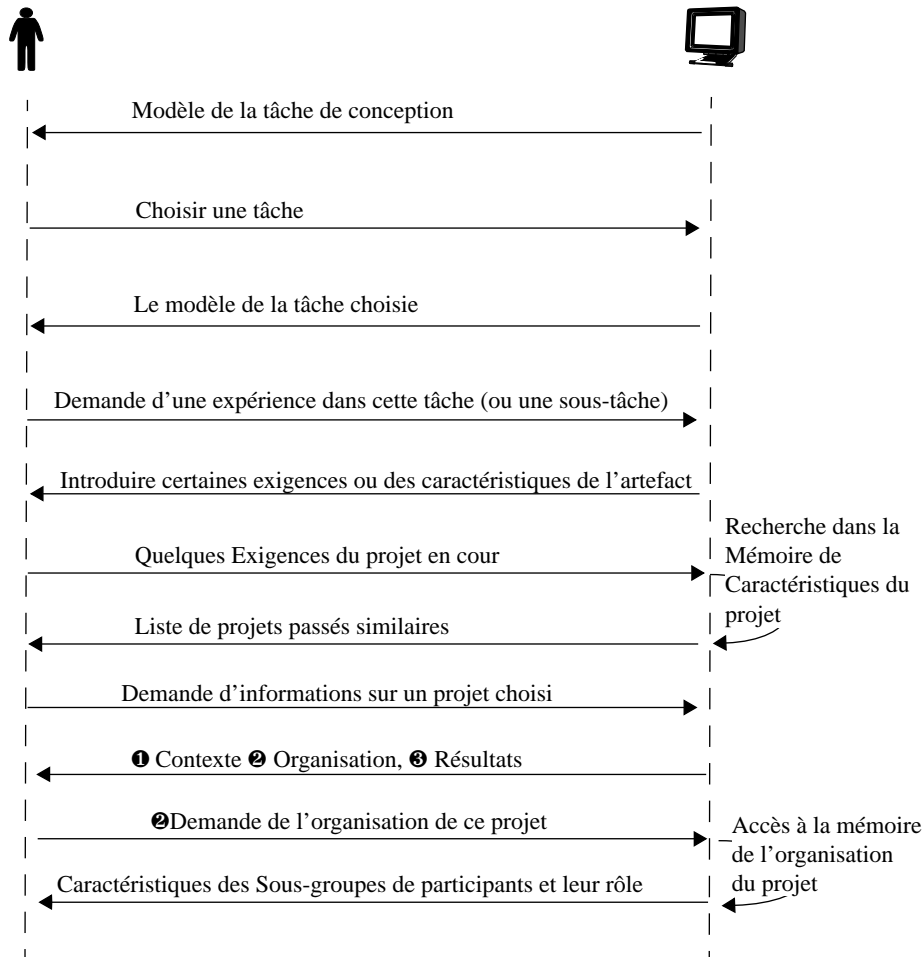 Modèle de la tâche de conception
Choisir une tâche
Le modèle de la tâche choisie
Demande d’une expérience dans cette tâche (ou une sous-tâche)
Introduire certaines exigences ou des caractéristiques de l’artefact
Quelques Exigences du projet en cour
Recherche dans la
Mémoire de
Caractéristiques du
projet
Liste de projets passés similaires
Demande d’informations sur un projet choisi
❶ Contexte ❷ Organisation, ❸ Résultats
❷Demande de l’organisation de ce projet
Accès à la mémoire
de l’organisation
du projet
Caractéristiques des Sous-groupes de participants et leur rôle